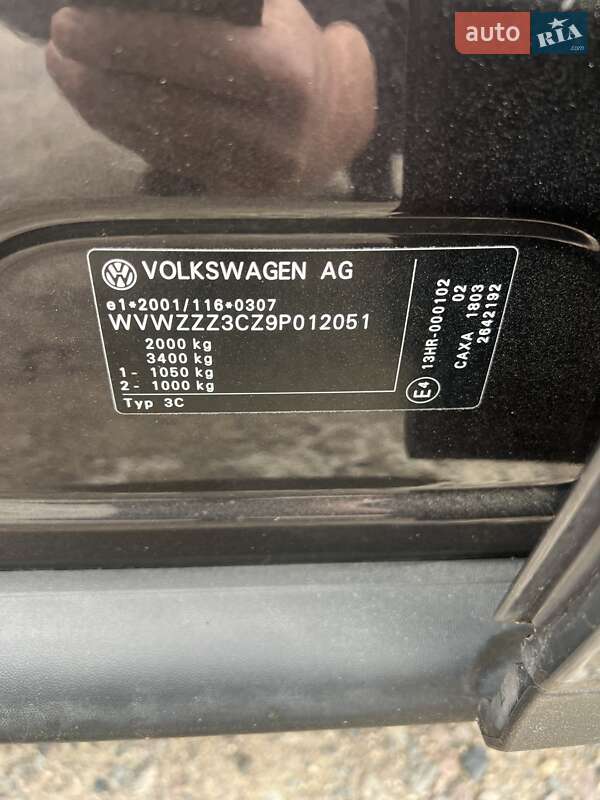 auto RIA.com
VOLKSWAGEN AG
e1*2001/116*0307
WVWZZZ3CZ9P012051
2000 kg
3400 kg
1- 1050 kg
2- 1000 kg
Typ 3C
E4 13HR-000102
02
CAXA 1803
2642192